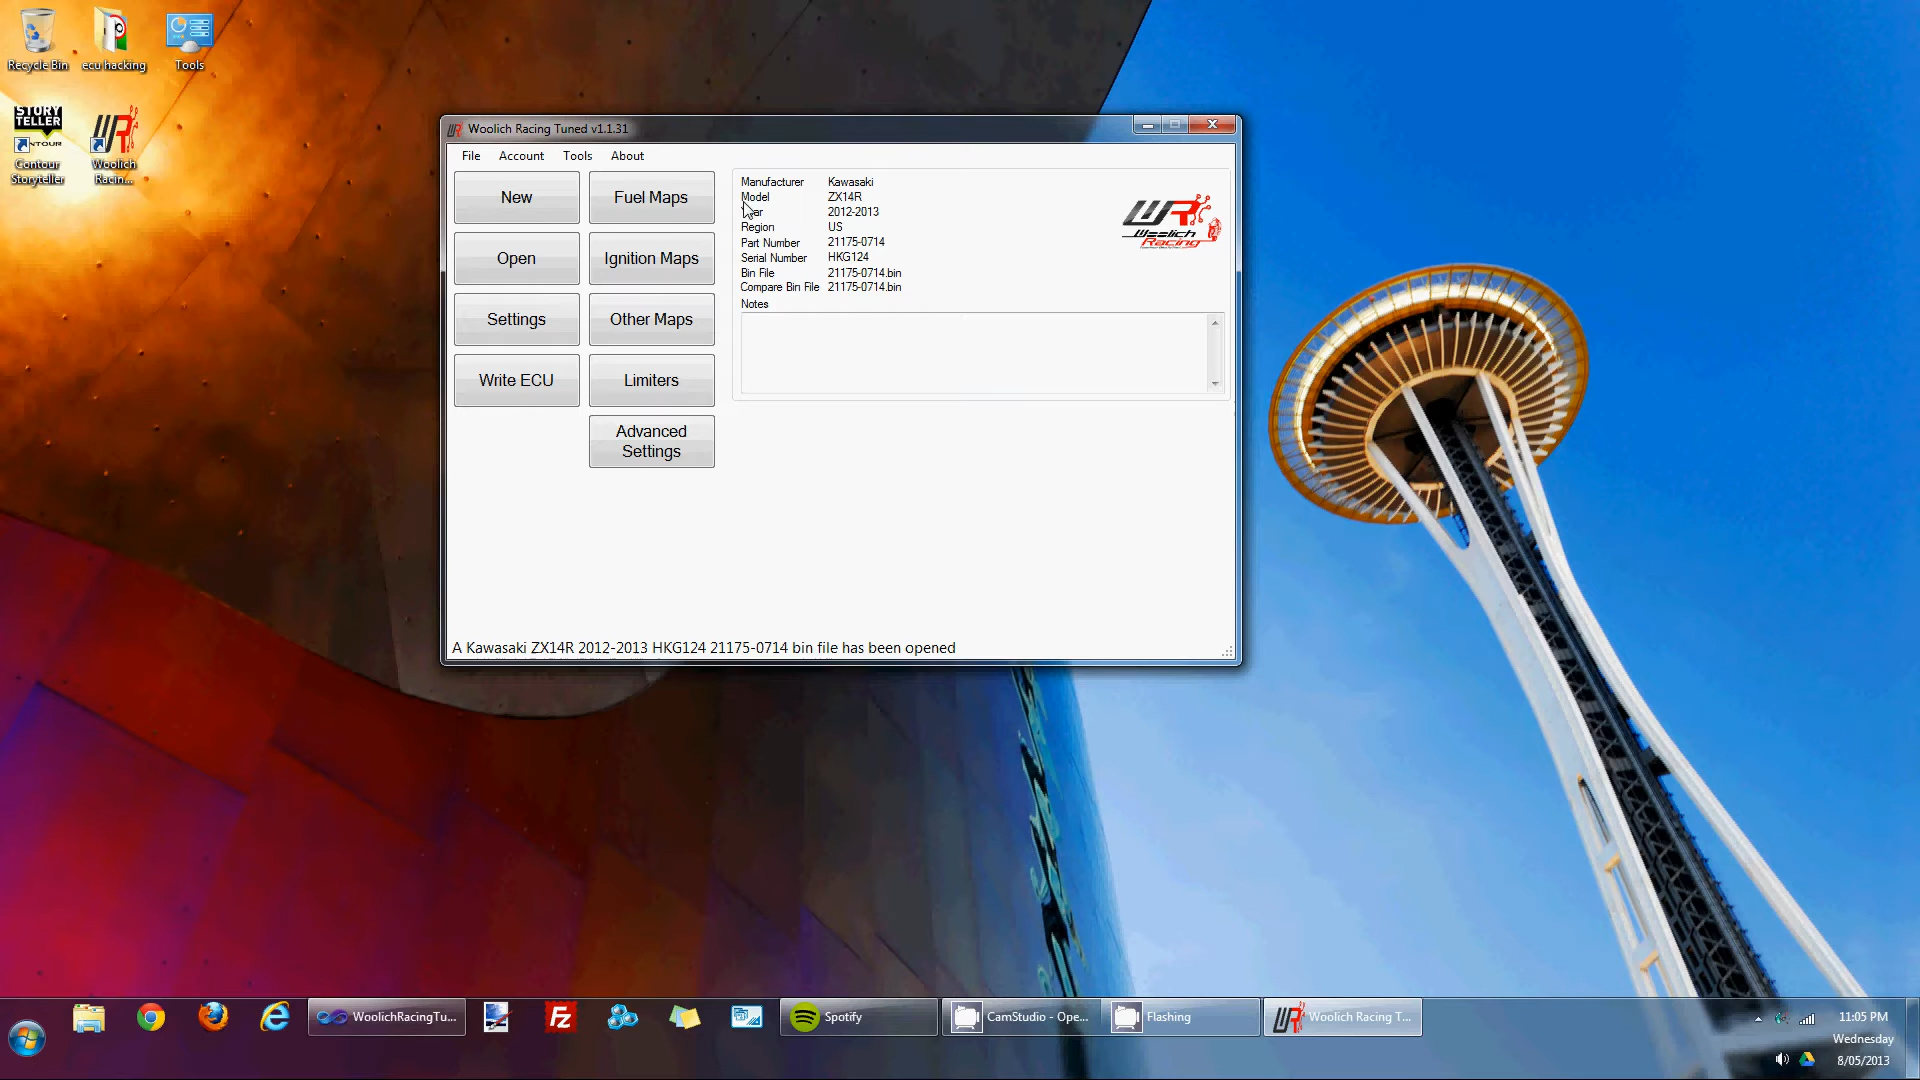 Recycle Bin
ecu hacking
Tools
STORY
TELLER
Contour
Storyteller
Woolich
Racin...
Woolich Racing Tuned v1.1.31
File
Account
Tools
About
New
Fuel Maps
Open
Ignition Maps
Settings
Other Maps
Write ECU
Limiters
Advanced
Settings
Manufacturer Kawasaki
Model ZX14R
Year 2012-2013
Region US
Part Number 21175-0714
Serial Number HKG124
Bin File 21175-0714.bin
Compare Bin File 21175-0714.bin
Notes
Woolich
Racing
A Kawasaki ZX14R 2012-2013 HKG124 21175-0714 bin file has been opened
WoolichRacingTu...
Fz
Spotify
CamStudio - Ope...
Flashing
Woolich Racing T...
11:05 PM
Wednesday
8/05/2013